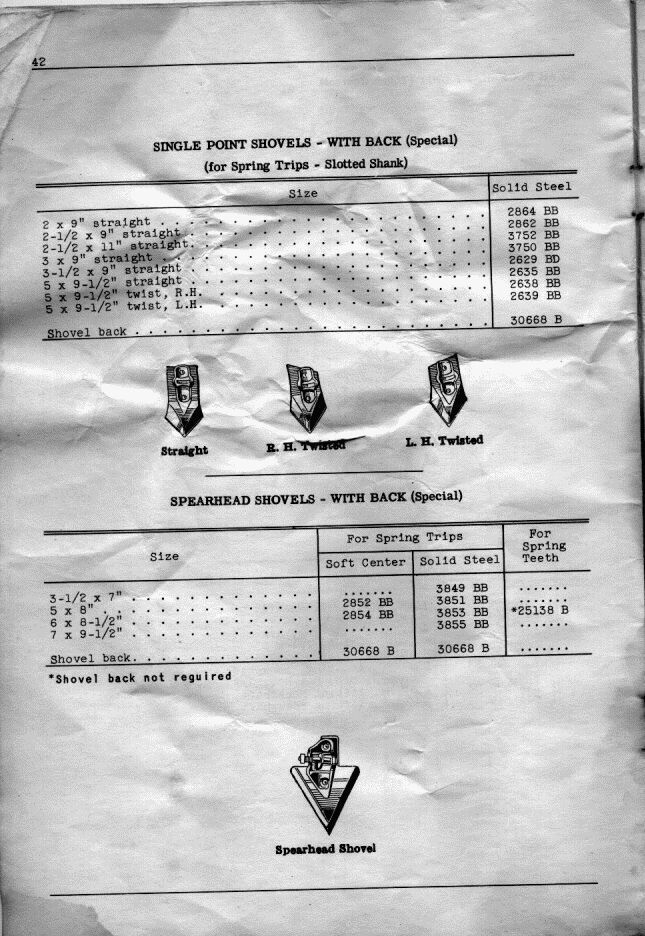 42
SINGLE POINT SHOVELS - WITH BACK (Special)
(for Spring Trips - Slotted Shank)
Size Solid Steel
2 x 9" straight . . . . . . . . . . . . 2864 BB
2-1/2 x 9" straight . . . . . . . . . . . . 2862 BB
2-1/2 x 11" straight. . . . . . . . . . . . 3752 BB
3 x 9" straight . . . . . . . . . . . . 3750 BB
3-1/2 x 9" straight . . . . . . . . . . . . 2629 BD
5 x 9-1/2" straight . . . . . . . . . . . . 2635 BB
5 x 9-1/2" twist, R.H. . . . . . . . . . . . 2638 BB
5 x 9-1/2" twist, L.H. . . . . . . . . . . . 2639 BB
Shovel back . . . . . . . . . . . . 30668 B
Straight R. H. Twisted L. H. Twisted
SPEARHEAD SHOVELS - WITH BACK (Special)
Size For Spring Trips For Spring Teeth
Soft Center Solid Steel
3-1/2 x 7" . . . . . . . . . . ....... 3849 BB .......
5 x 8" . . . . . . . . . . . . 2852 BB 3851 BB .......
6 x 8-1/2" . . . . . . . . . . 2854 BB 3853 BB *25138 B
7 x 9-1/2" . . . . . . . . . . ....... 3855 BB .......
Shovel back. . . . . . . . . . 30668 B 30668 B .......
*Shovel back not required
Spearhead Shovel